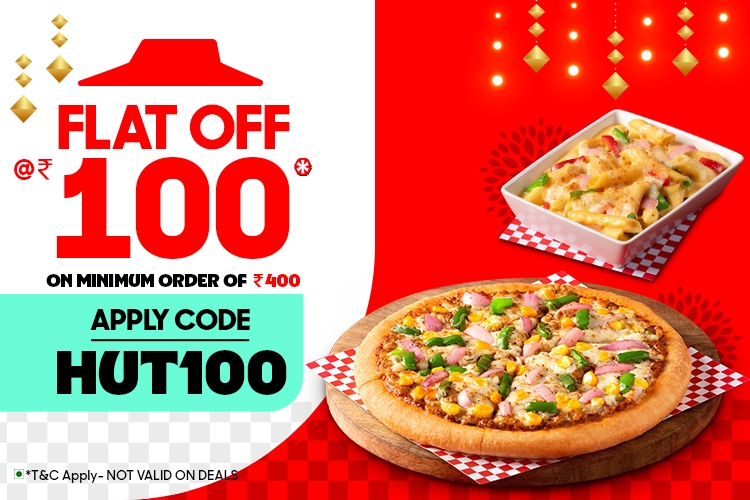 FLAT OFF
@₹100*
ON MINIMUM ORDER OF ₹400
APPLY CODE
HUT100
*T&C Apply- NOT VALID ON DEALS